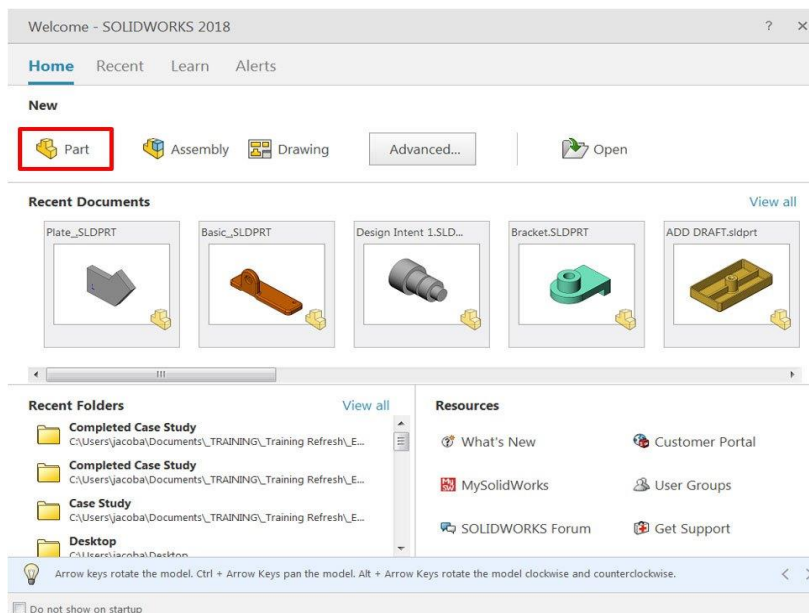 Welcome - SOLIDWORKS 2018
? ×
Home Recent Learn Alerts
New
Part Assembly Drawing Advanced... Open
Recent Documents View all
Plate_.SLDPRT Basic_.SLDPRT Design Intent 1.SLD... Bracket.SLDPRT ADD DRAFT.sldprt
Recent Folders View all
Completed Case Study
C:\Users\jacoba\Documents\_TRAINING\_Training Refresh\_E...
Completed Case Study
C:\Users\jacoba\Documents\_TRAINING\_Training Refresh\_E...
Case Study
C:\Users\jacoba\Documents\_TRAINING\_Training Refresh\_E...
Desktop
C:\Users\jacoba\Desktop
Resources
What's New Customer Portal
MySolidWorks User Groups
SOLIDWORKS Forum Get Support
Arrow keys rotate the model. Ctrl + Arrow Keys pan the model. Alt + Arrow Keys rotate the model clockwise and counterclockwise.
Do not show on startup